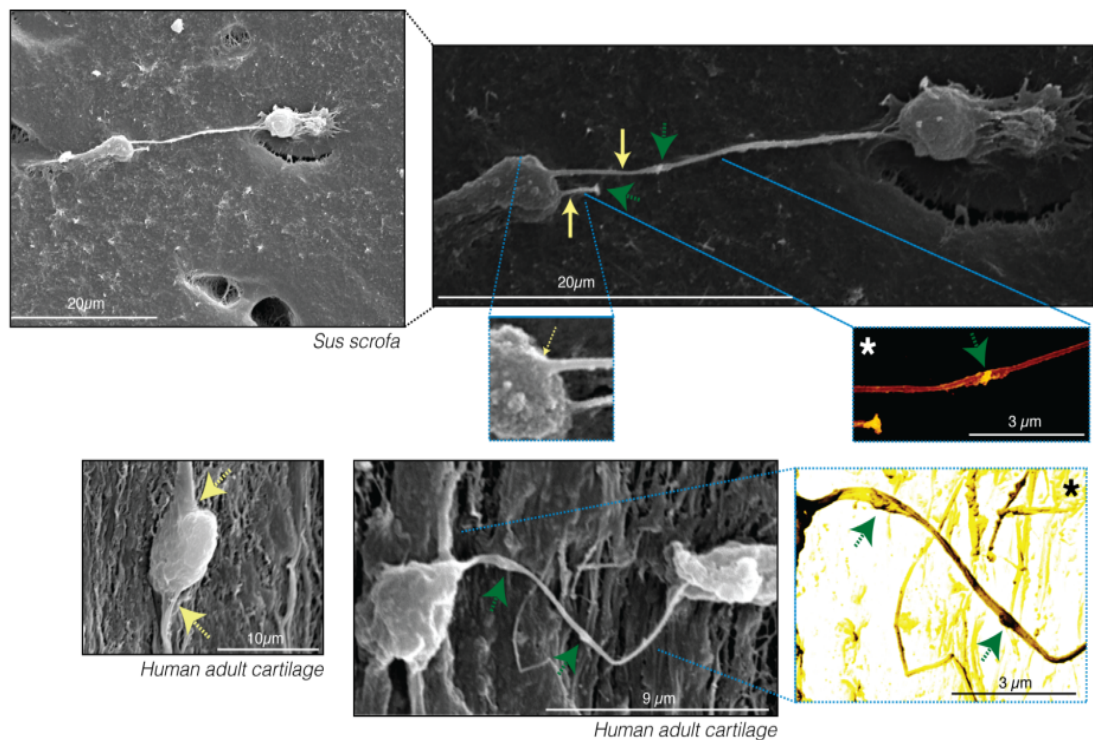 20µm
Sus scrofa
20µm
*
3 µm
10µm
Human adult cartilage
9 µm
Human adult cartilage
*
3 µm